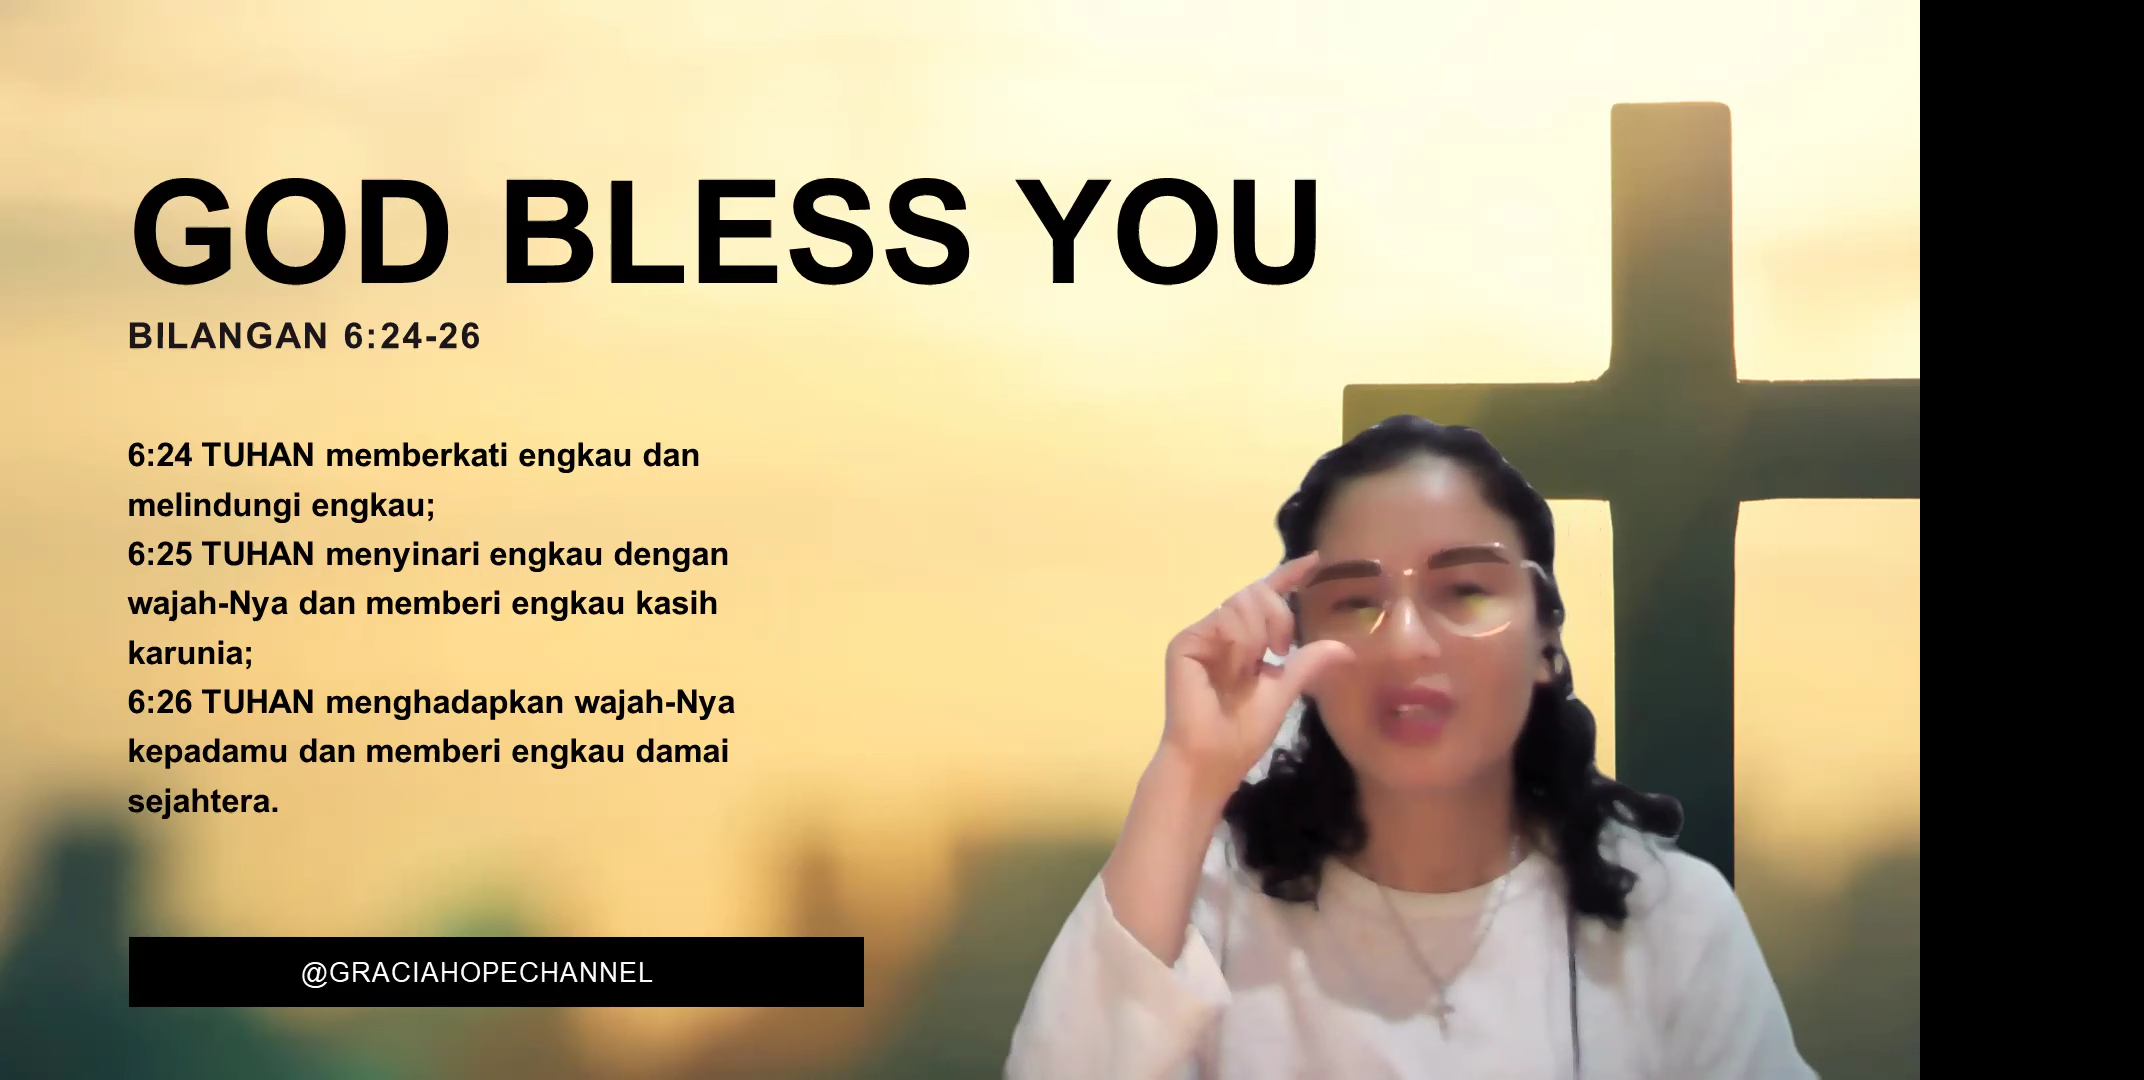 GOD BLESS YOU
BILANGAN 6:24-26
6:24 TUHAN memberkati engkau dan
melindungi engkau;
6:25 TUHAN menyinari engkau dengan
wajah-Nya dan memberi engkau kasih
karunia;
6:26 TUHAN menghadapkan wajah-Nya
kepadamu dan memberi engkau damai
sejahtera.
@GRACIAHOPECHANNEL